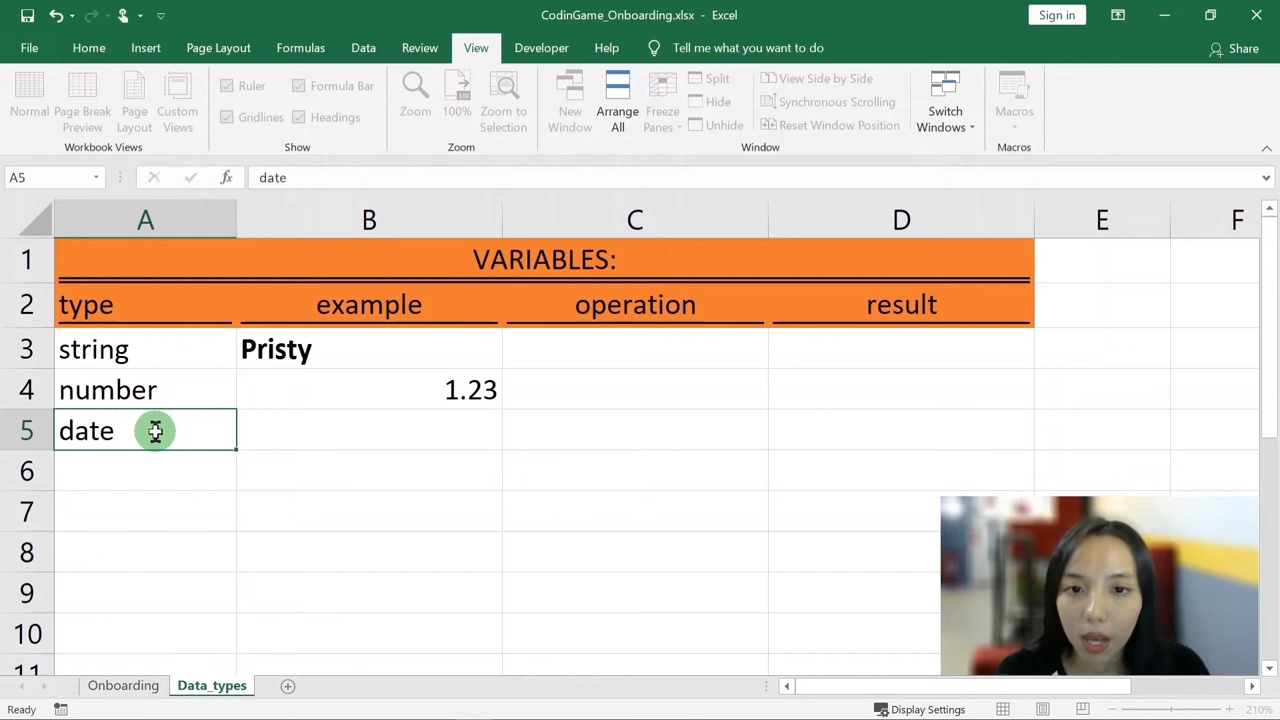 CodinGame_Onboarding.xlsx - Excel
Sign in
File Home Insert Page Layout Formulas Data Review View Developer Help Tell me what you want to do Share
Normal
Page Break Preview
Page Layout
Custom Views
Workbook Views
Ruler
Formula Bar
Gridlines
Headings
Show
Zoom
100%
Zoom to Selection
Zoom
New Window
Arrange All
Freeze Panes
Split
Hide
Unhide
View Side by Side
Synchronous Scrolling
Reset Window Position
Switch Windows
Window
Macros
Macros
A5 fx date
A B C D E F
1 VARIABLES:
2 type example operation result
3 string Pristy
4 number 1.23
5 date
6
7
8
9
10
11
Onboarding Data_types
Ready Display Settings 210%